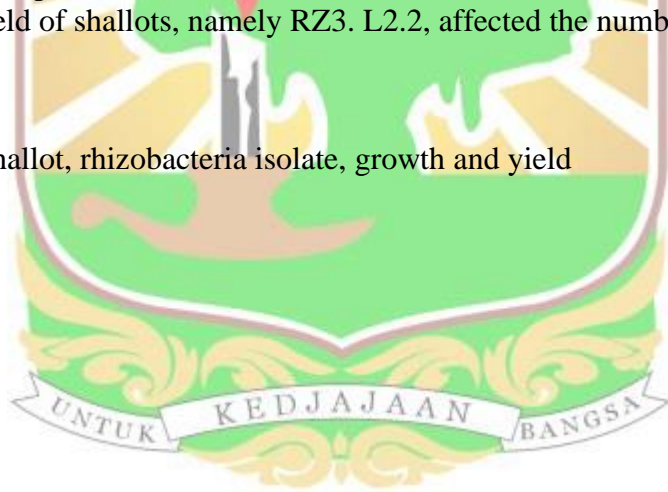 eld of shallots, namely RZ3. L2.2, affected the numb
hallot, rhizobacteria isolate, growth and yield
UNTUK KEDJAJAAN BANGSA